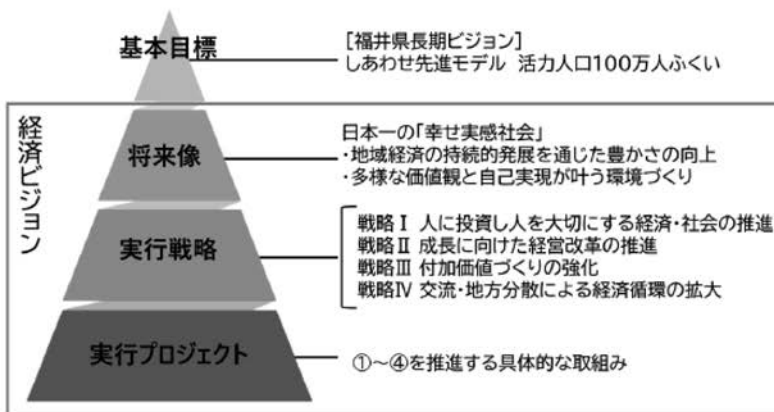 基本目標
[福井県長期ビジョン]
しあわせ先進モデル 活力人口100万人ふくい
経済ビジョン
将来像
日本一の「幸せ実感社会」
・地域経済の持続的発展を通じた豊かさの向上
・多様な価値観と自己実現が叶う環境づくり
実行戦略
戦略Ⅰ 人に投資し人を大切にする経済・社会の推進
戦略Ⅱ 成長に向けた経営改革の推進
戦略Ⅲ 付加価値づくりの強化
戦略Ⅳ 交流・地方分散による経済循環の拡大
実行プロジェクト
①～④を推進する具体的な取組み